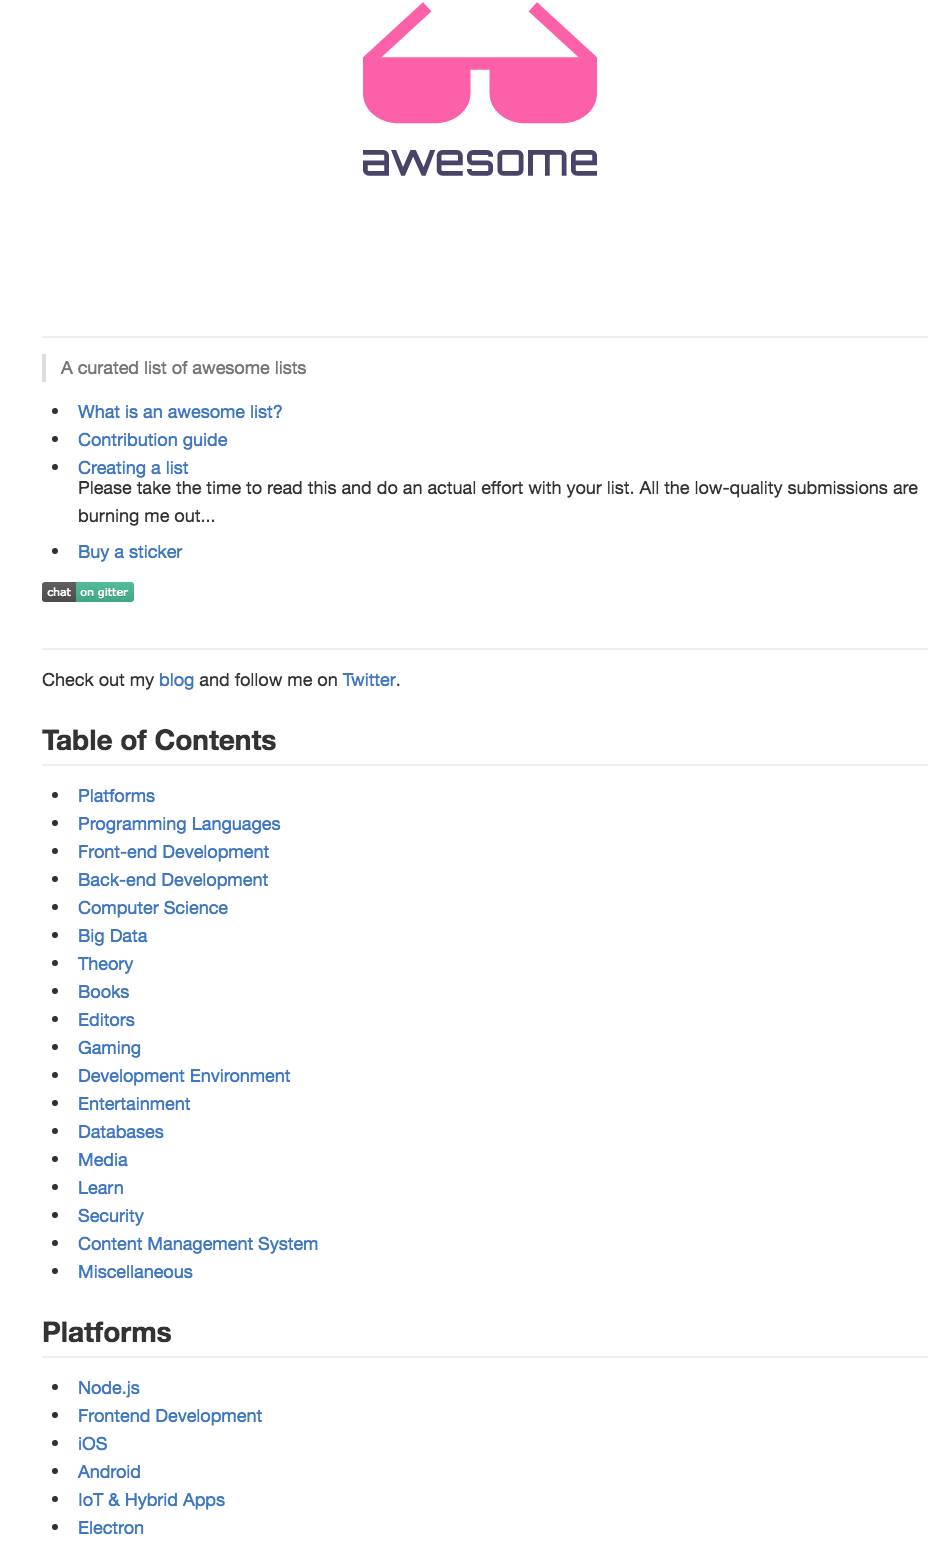 awesome
A curated list of awesome lists
What is an awesome list?
Contribution guide
Creating a list
Please take the time to read this and do an actual effort with your list. All the low-quality submissions are
burning me out...
Buy a sticker
chat on gitter
Check out my blog and follow me on Twitter.
Table of Contents
Platforms
Programming Languages
Front-end Development
Back-end Development
Computer Science
Big Data
Theory
Books
Editors
Gaming
Development Environment
Entertainment
Databases
Media
Learn
Security
Content Management System
Miscellaneous
Platforms
Node.js
Frontend Development
iOS
Android
IoT & Hybrid Apps
Electron